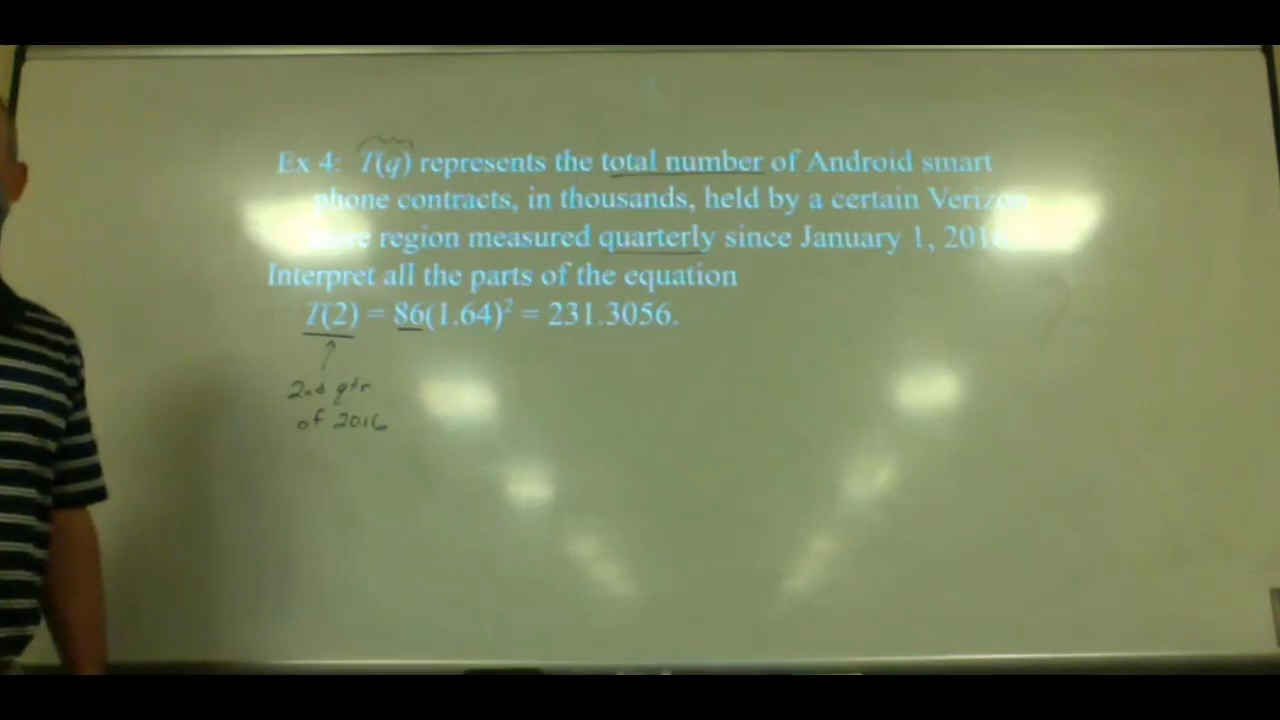 Ex 4: T(q) represents the total number of Android smart
phone contracts, in thousands, held by a certain Verizon
region measured quarterly since January 1, 2016
Interpret all the parts of the equation
T(2) = 86(1.64)² = 231.3056.
2nd qtr
of 2016